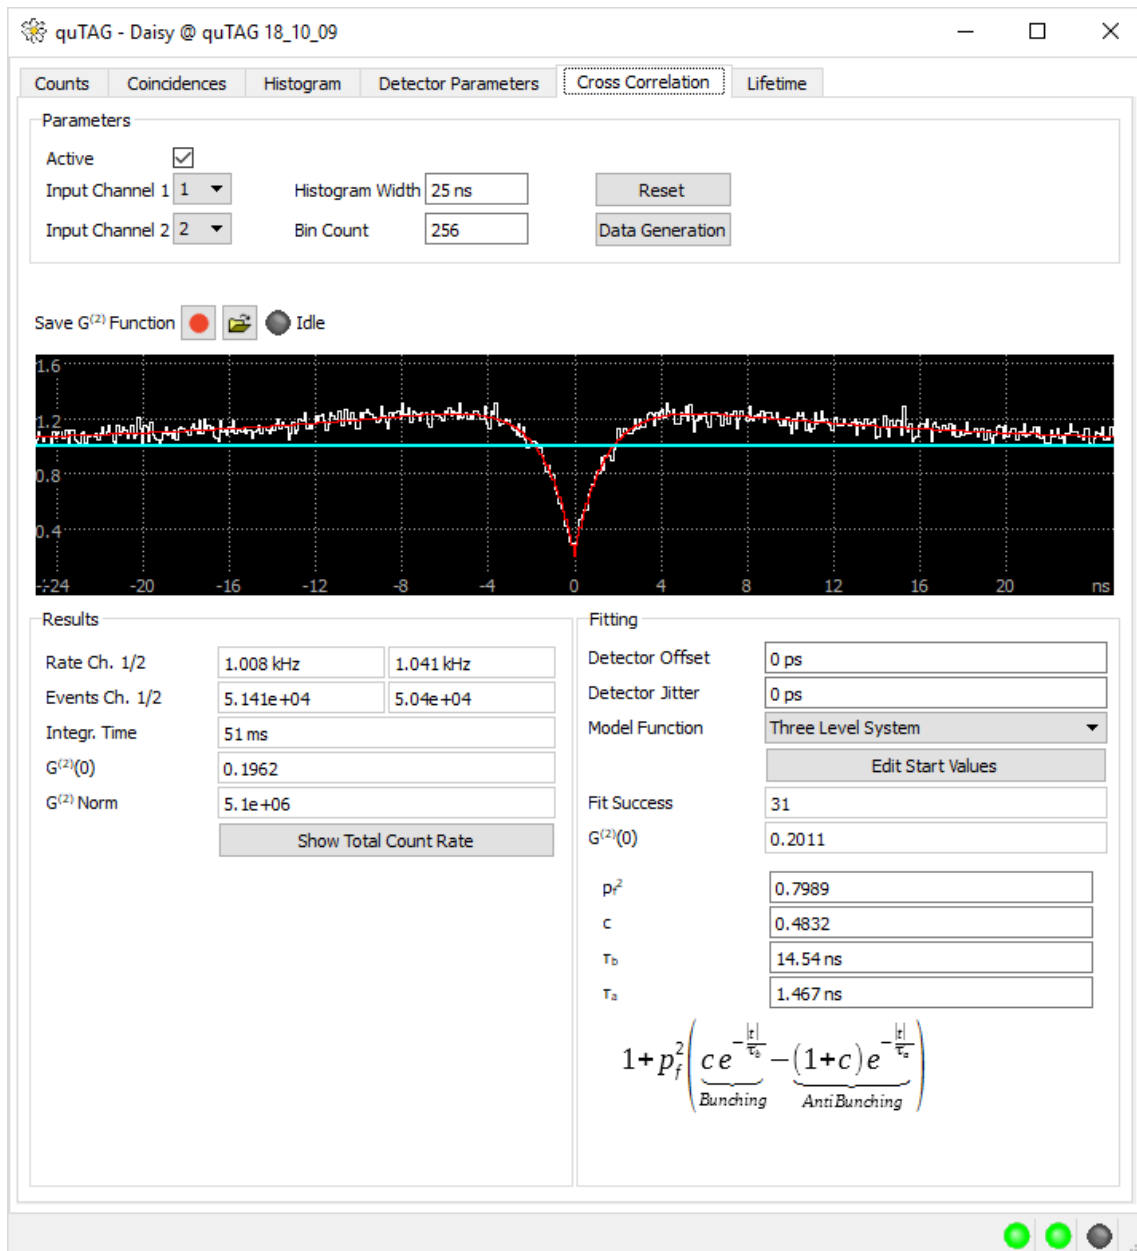 quTAG - Daisy @ quTAG 18_10_09
Counts Coincidences Histogram Detector Parameters Cross Correlation Lifetime
Parameters
Active
Input Channel 1 1 Histogram Width 25 ns Reset
Input Channel 2 2 Bin Count 256 Data Generation
Save G⁽²⁾ Function Idle
1.6
1.2
0.8
0.4
-24 -20 -16 -12 -8 -4 0 4 8 12 16 20 ns
Results
Rate Ch. 1/2 1.008 kHz 1.041 kHz
Events Ch. 1/2 5.141e+04 5.04e+04
Integr. Time 51 ms
G⁽²⁾(0) 0.1962
G⁽²⁾ Norm 5.1e+06
Show Total Count Rate
Fitting
Detector Offset 0 ps
Detector Jitter 0 ps
Model Function Three Level System
Edit Start Values
Fit Success 31
G⁽²⁾(0) 0.2011
p_f² 0.7989
c 0.4832
τ_b 14.54 ns
τ_a 1.467 ns
1+p_f²(c e^(-|t|/τ_b) - (1+c) e^(-|t|/τ_a))
Bunching AntiBunching